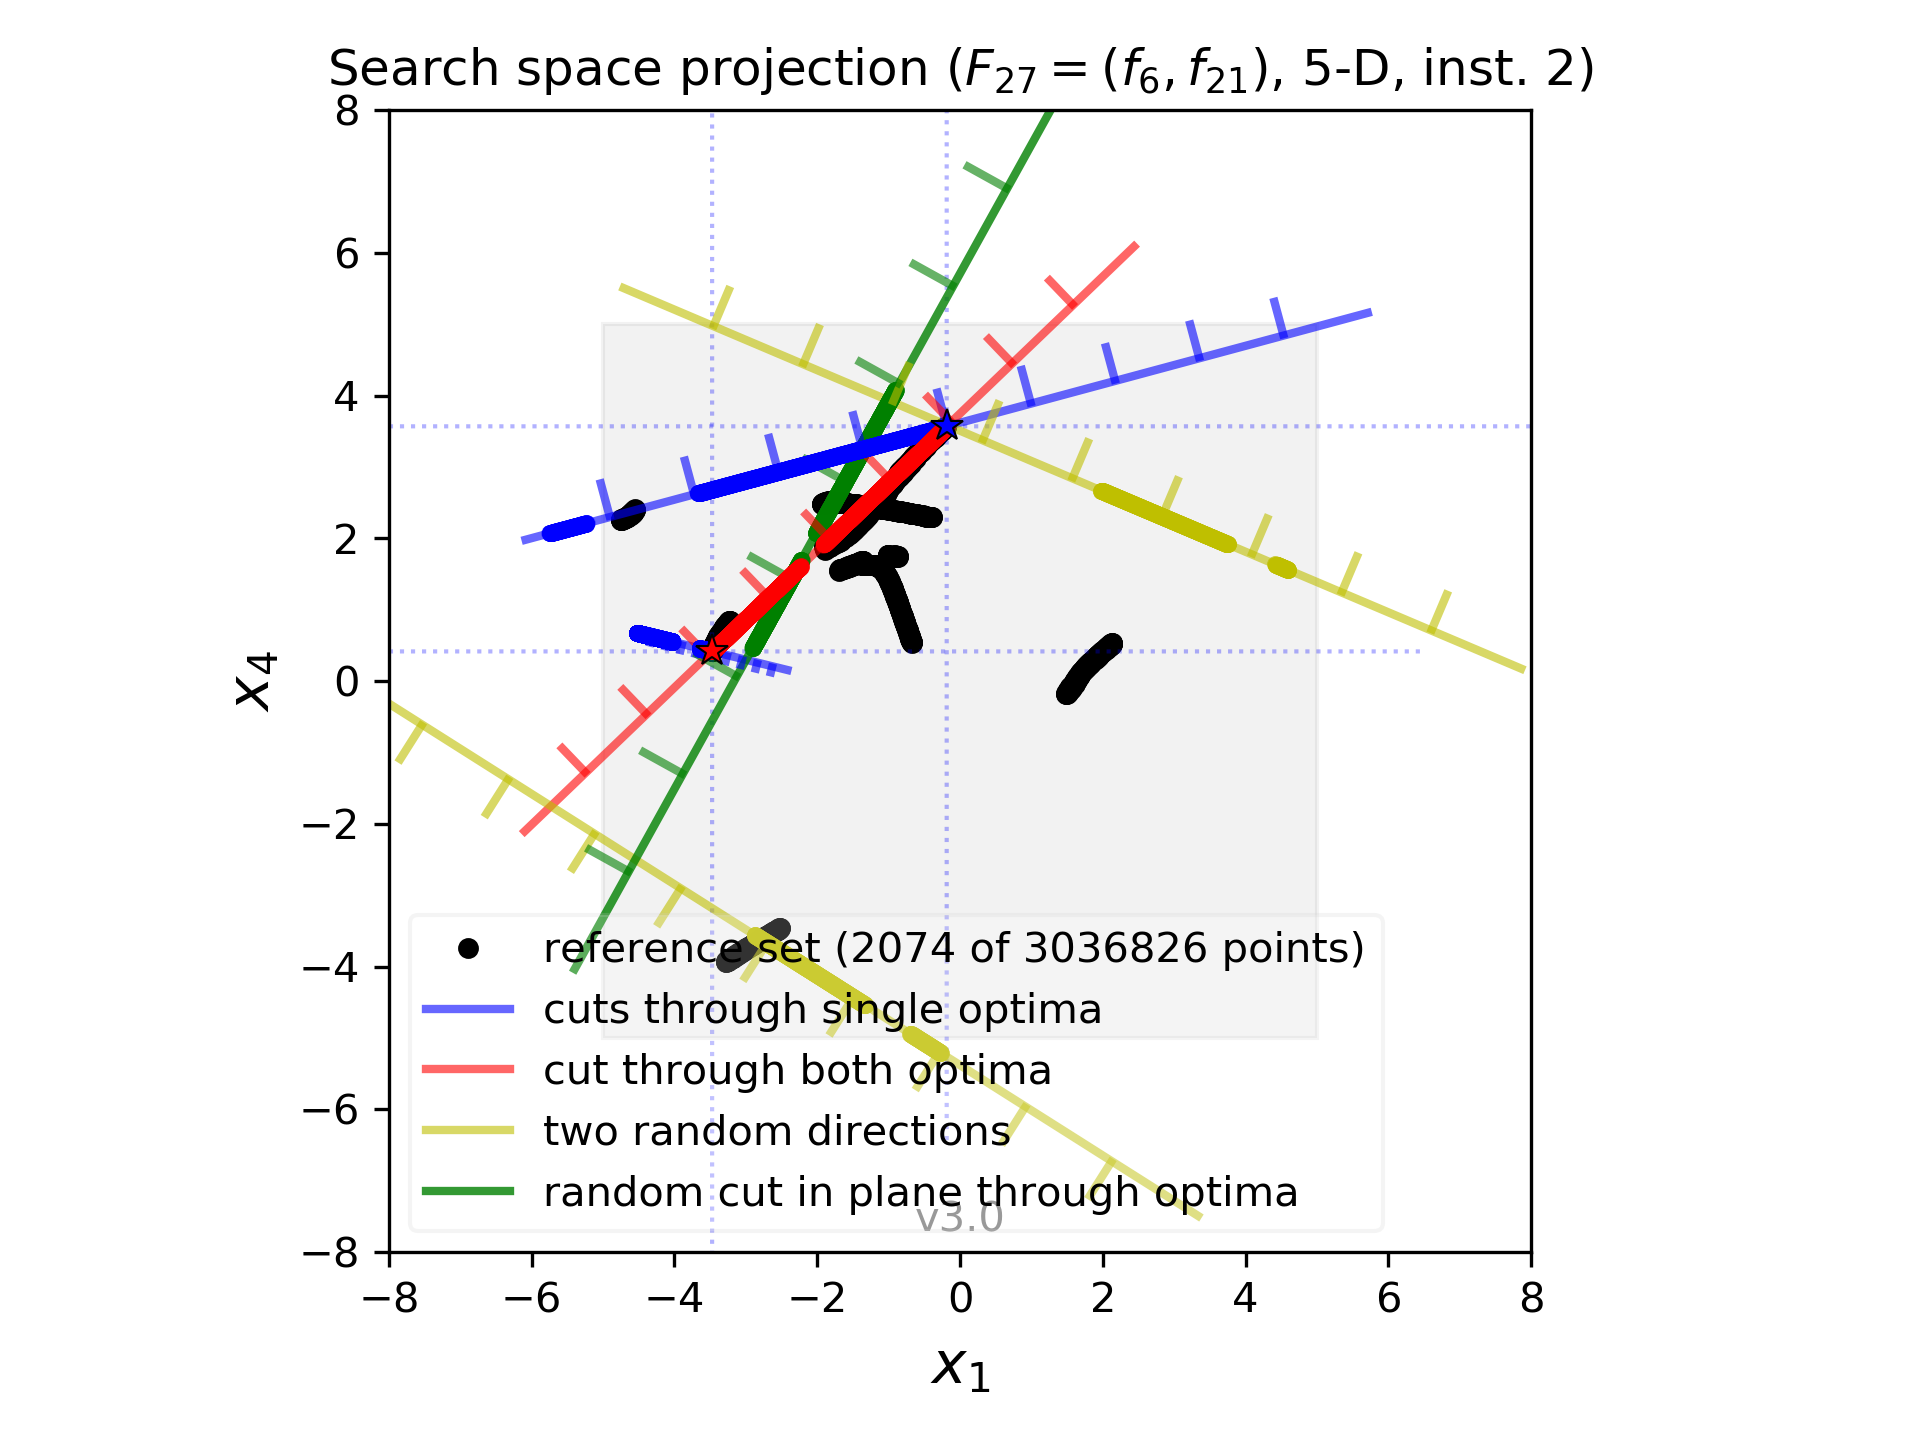 Search space projection (F₂₇ = (f₆, f₂₁), 5-D, inst. 2)
8
6
4
2
0
−2
−4
−6
−8
x₄
reference set (2074 of 3036826 points)
cuts through single optima
cut through both optima
two random directions
random cut in plane through optima
v3.0
−8 −6 −4 −2 0 2 4 6 8
x₁